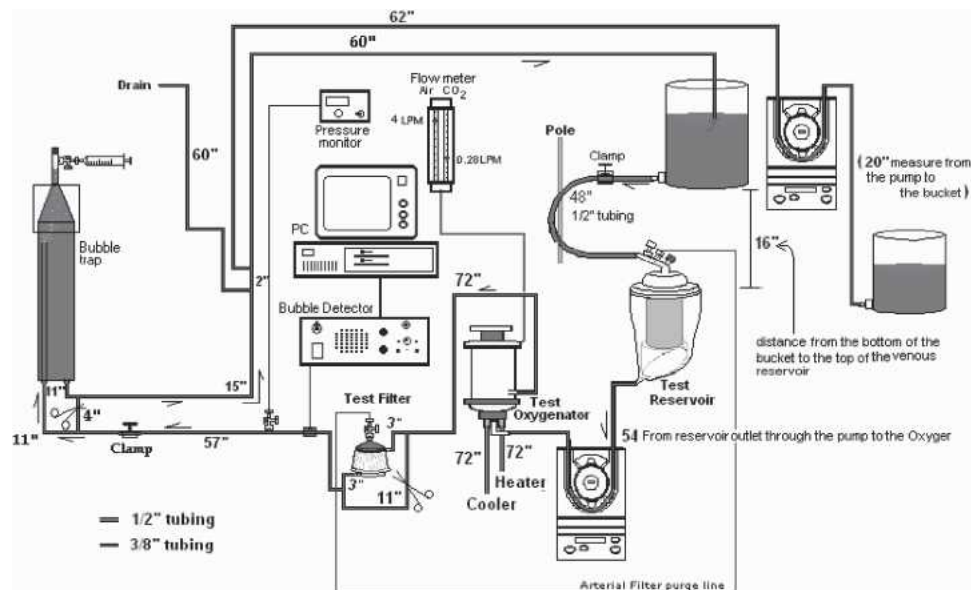 62"
60"
Drain
Flow meter
Air CO2
4 LPM
0.28 LPM
Pressure
monitor
60"
Pole
Clamp
48"
1/2" tubing
(20" measure from
the pump to
the bucket)
16"
Bubble
trap
PC
2"
72"
Bubble Detector
distance from the bottom of the
bucket to the top of the venous
reservoir
11"
15"
4"
Test Filter
3"
Test
Oxygenator
Test
Reservoir
11"
Clamp
57"
54 From reservoir outlet through the pump to the Oxyger
3"
11"
72"
72"
Heater
Cooler
1/2" tubing
3/8" tubing
Arterial Filter purge line